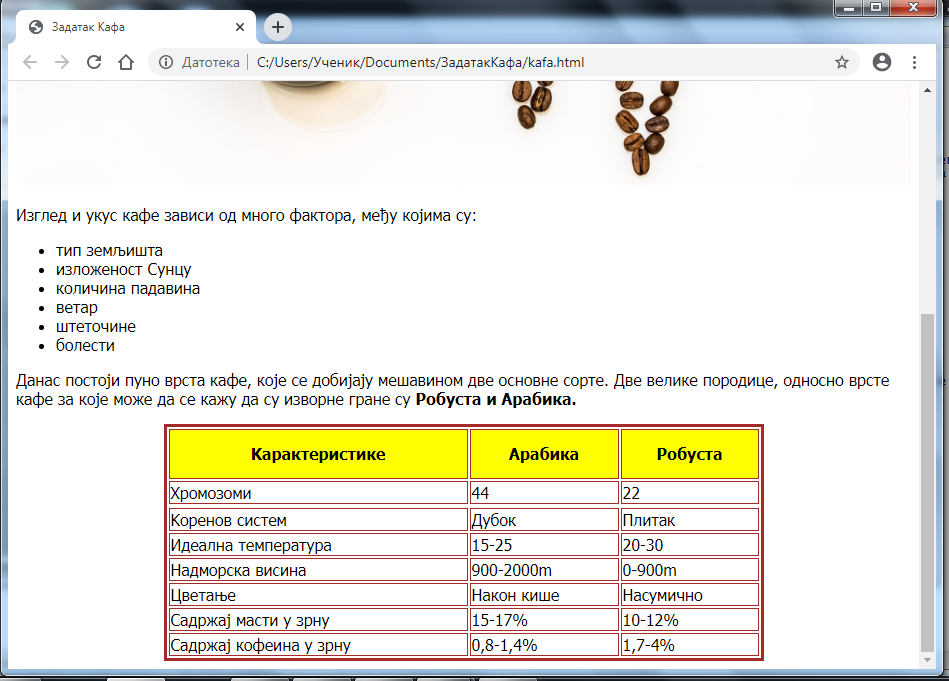 Задатак Кафа
Датотека | C:/Users/Ученик/Documents/ЗадатакКафа/kafa.html
Изглед и укус кафе зависи од много фактора, међу којима су:
• тип земљишта
• изложеност Сунцу
• количина падавина
• ветар
• штеточине
• болести
Данас постоји пуно врста кафе, које се добијају мешавином две основне сорте. Две велике породице, односно врсте
кафе за које може да се кажу да су изворне гране су Робуста и Арабика.
Карактеристике Арабика Робуста
Хромозоми 44 22
Коренов систем Дубок Плитак
Идеална температура 15-25 20-30
Надморска висина 900-2000m 0-900m
Цветање Након кише Насумично
Садржај масти у зрну 15-17% 10-12%
Садржај кофеина у зрну 0,8-1,4% 1,7-4%